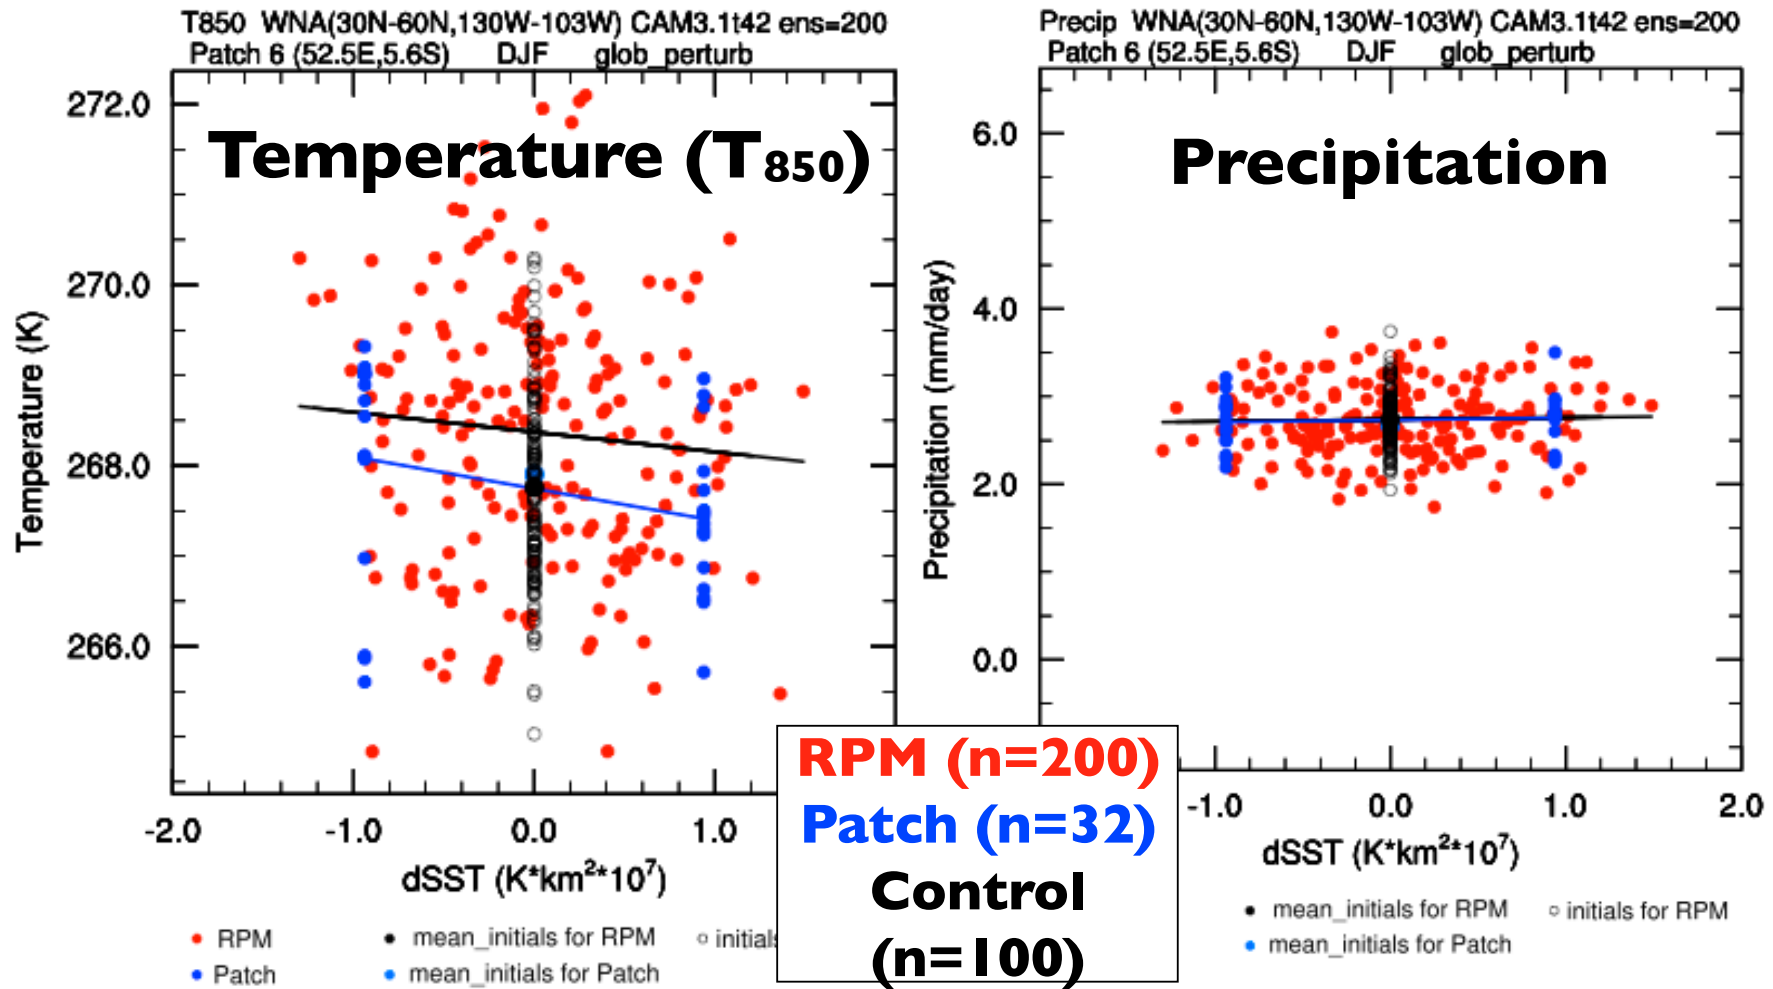 T850 WNA(30N-60N,130W-103W) CAM3.1t42 ens=200
Patch 6 (52.5E,5.6S) DJF glob_perturb
Temperature (T850)
272.0
270.0
268.0
266.0
Temperature (K)
-2.0 -1.0 0.0 1.0
dSST (K*km²*10⁷)
RPM
Patch
mean_initials for RPM
mean_initials for Patch
initials
Precip WNA(30N-60N,130W-103W) CAM3.1t42 ens=200
Patch 6 (52.5E,5.6S) DJF glob_perturb
Precipitation
6.0
4.0
2.0
0.0
Precipitation (mm/day)
-1.0 0.0 1.0 2.0
dSST (K*km²*10⁷)
mean_initials for RPM
initials for RPM
mean_initials for Patch
RPM (n=200)
Patch (n=32)
Control
(n=100)